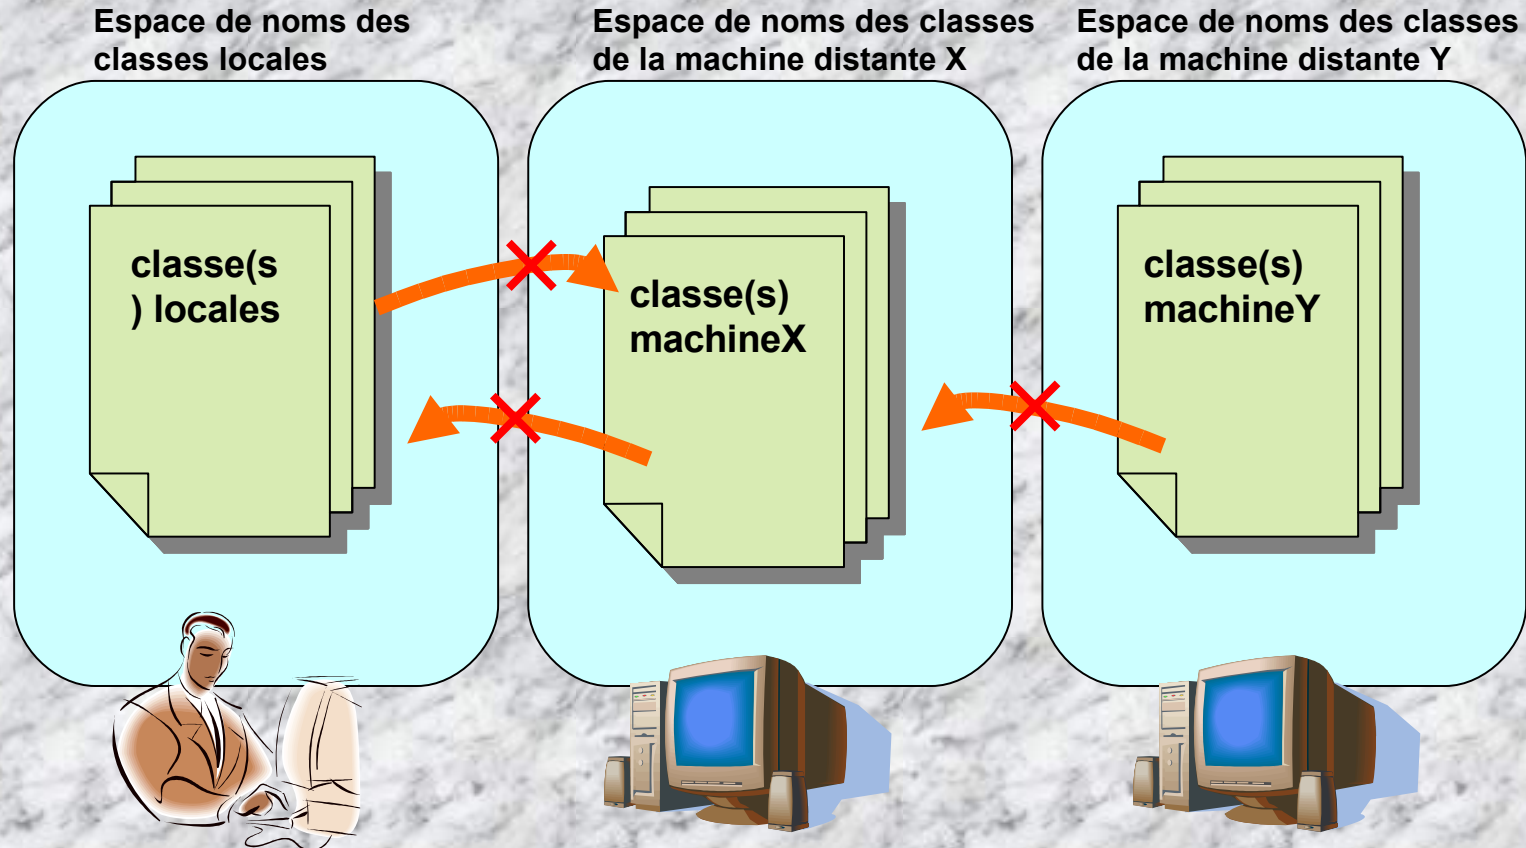 Espace de noms des
classes locales
Espace de noms des classes
de la machine distante X
Espace de noms des classes
de la machine distante Y
classe(s
) locales
classe(s)
machineX
classe(s)
machineY